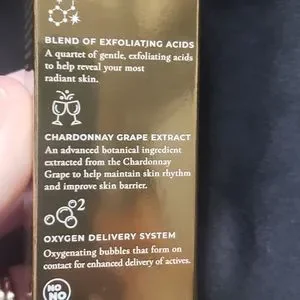 BLEND OF EXFOLIATING ACIDS
A quartet of gentle, exfoliating acids
to help reveal your most
radiant skin.
CHARDONNAY GRAPE EXTRACT
An advanced botanical ingredient
extracted from the Chardonnay
Grape to help maintain skin rhythm
and improve skin barrier.
2
OXYGEN DELIVERY SYSTEM
Oxygenating bubbles that form on
contact for enhanced delivery of actives.
NO NO
NO